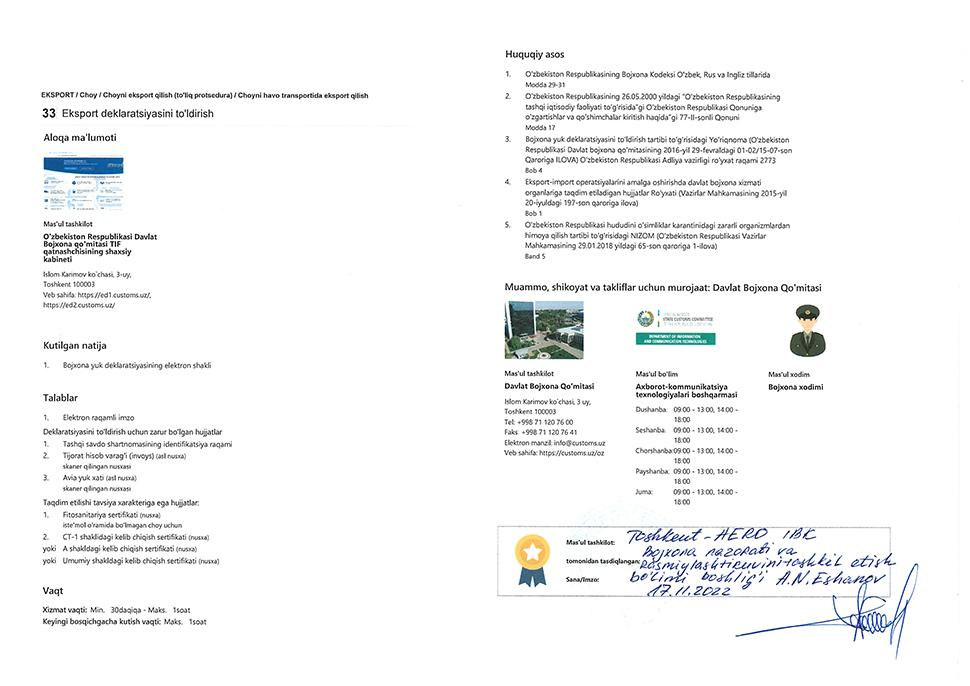 EKSPORT / Choy / Choyni eksport qilish (to'liq protsedura) / Choyni havo transportida eksport qilish
33 Eksport deklaratsiyasini to'ldirish
Aloqa ma'lumoti
Mas'ul tashkilot
O'zbekiston Respublikasi Davlat
Bojxona qo'mitasi TIF
qatnashchisining shaxsiy
kabineti
Islom Karimov ko`chasi, 3-uy,
Toshkent 100003
Veb sahifa: https://ed1.customs.uz/,
https://ed2.customs.uz/
Kutilgan natija
1. Bojxona yuk deklaratsiyasining elektron shakli
Talablar
1. Elektron raqamli imzo
Deklaratsiyasini to'ldirish uchun zarur bo'lgan hujjatlar
1. Tashqi savdo shartnomasining identifikatsiya raqami
2. Tijorat hisob varag'i (invoys) (asl nusxa)
skaner qilingan nusxasi
3. Avia yuk xati (asl nusxa)
skaner qilingan nusxasi
Taqdim etilishi tavsiya xarakteriga ega hujjatlar:
1. Fitosanitariya sertifikati (nusxa)
iste'mol o'ramida bo'lmagan choy uchun
2. CT-1 shaklidagi kelib chiqish sertifikati (nusxa)
yoki A shakldagi kelib chiqish sertifikati (nusxa)
yoki Umumiy shakldagi kelib chiqish sertifikati (nusxa)
Vaqt
Xizmat vaqti: Min. 30daqiqa - Maks. 1soat
Keyingi bosqichgacha kutish vaqti: Maks. 1soat
Huquqiy asos
1. O'zbekiston Respublikasining Bojxona Kodeksi O'zbek, Rus va Ingliz tillarida
Modda 29-31
2. O'zbekiston Respublikasining 26.05.2000 yildagi "O'zbekiston Respublikasining
tashqi iqtisodiy faoliyati to'g'risida"gi O'zbekiston Respublikasi Qonuniga
o'zgartishlar va qo'shimchalar kiritish haqida"gi 77-II-sonli Qonuni
Modda 17
3. Bojxona yuk deklaratsiyasini to'ldirish tartibi to'g'risidagi Yo'riqnoma (O'zbekiston
Respublikasi Davlat bojxona qo'mitasining 2016-yil 29-fevraldagi 01-02/15-07-son
Qaroriga ILOVA) O'zbekiston Respublikasi Adliya vazirligi ro'yxat raqami 2773
Bob 4
4. Eksport-import operatsiyalarini amalga oshirishda davlat bojxona xizmati
organlariga taqdim etiladigan hujjatlar Ro'yxati (Vazirlar Mahkamasining 2015-yil
20-iyuldagi 197-son qaroriga ilova)
Bob 1
5. O'zbekiston Respublikasi hududini o'simliklar karantinidagi zararli organizmlardan
himoya qilish tartibi to'g'risidagi NIZOM (O'zbekiston Respublikasi Vazirlar
Mahkamasining 29.01.2018 yildagi 65-son qaroriga 1-ilova)
Band 5
Muammo, shikoyat va takliflar uchun murojaat: Davlat Bojxona Qo'mitasi
STATE CUSTOMS COMMITTEE
DEPARTMENT OF INFORMATION
AND COMMUNICATION TECHNOLOGIES
Mas'ul tashkilot
Davlat Bojxona Qo'mitasi
Islom Karimov ko`chasi, 3 uy,
Toshkent 100003
Tel: +998 71 120 76 00
Faks: +998 71 120 76 41
Elektron manzil: info@customs.uz
Veb sahifa: https://customs.uz/oz
Mas'ul bo'lim
Axborot-kommunikatsiya
texnologiyalari boshqarmasi
Dushanba: 09:00 - 13:00, 14:00 -
18:00
Seshanba: 09:00 - 13:00, 14:00 -
18:00
Chorshanba: 09:00 - 13:00, 14:00 -
18:00
Payshanba: 09:00 - 13:00, 14:00 -
18:00
Juma: 09:00 - 13:00, 14:00 -
18:00
Mas'ul xodim
Bojxona xodimi
Mas'ul tashkilot: Toshkent-AERO IBK
Bojxona nazorati va
tomonidan tasdiqlangan: rasmiylashtiruvini tashkil etish
bo'limi boshlig'i A.N. Eshanov
Sana/Imzo: 17.11.2022